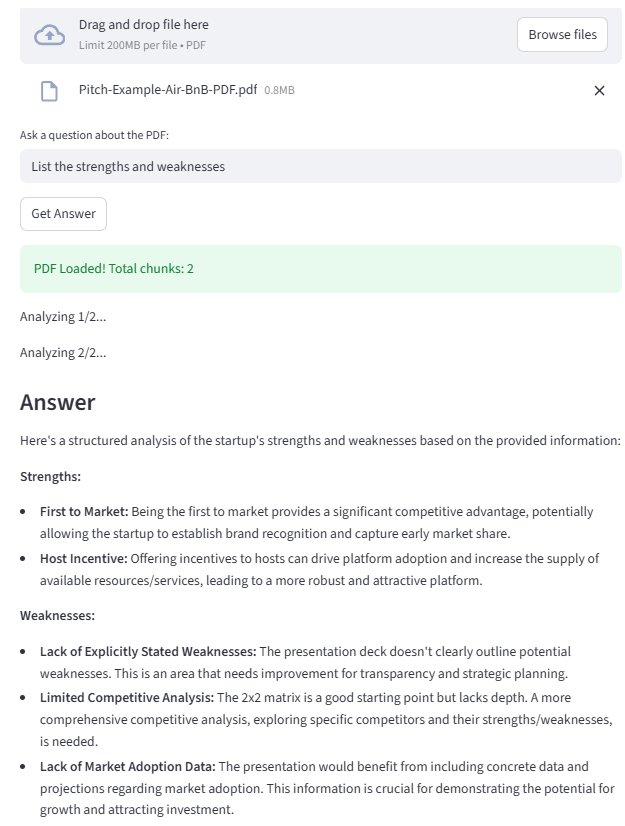 Drag and drop file here
Limit 200MB per file • PDF
Browse files
Pitch-Example-Air-BnB-PDF.pdf 0.8MB
Ask a question about the PDF:
List the strengths and weaknesses
Get Answer
PDF Loaded! Total chunks: 2
Analyzing 1/2...
Analyzing 2/2...
Answer
Here's a structured analysis of the startup's strengths and weaknesses based on the provided information:
Strengths:
• First to Market: Being the first to market provides a significant competitive advantage, potentially
allowing the startup to establish brand recognition and capture early market share.
• Host Incentive: Offering incentives to hosts can drive platform adoption and increase the supply of
available resources/services, leading to a more robust and attractive platform.
Weaknesses:
• Lack of Explicitly Stated Weaknesses: The presentation deck doesn't clearly outline potential
weaknesses. This is an area that needs improvement for transparency and strategic planning.
• Limited Competitive Analysis: The 2x2 matrix is a good starting point but lacks depth. A more
comprehensive competitive analysis, exploring specific competitors and their strengths/weaknesses,
is needed.
• Lack of Market Adoption Data: The presentation would benefit from including concrete data and
projections regarding market adoption. This information is crucial for demonstrating the potential for
growth and attracting investment.